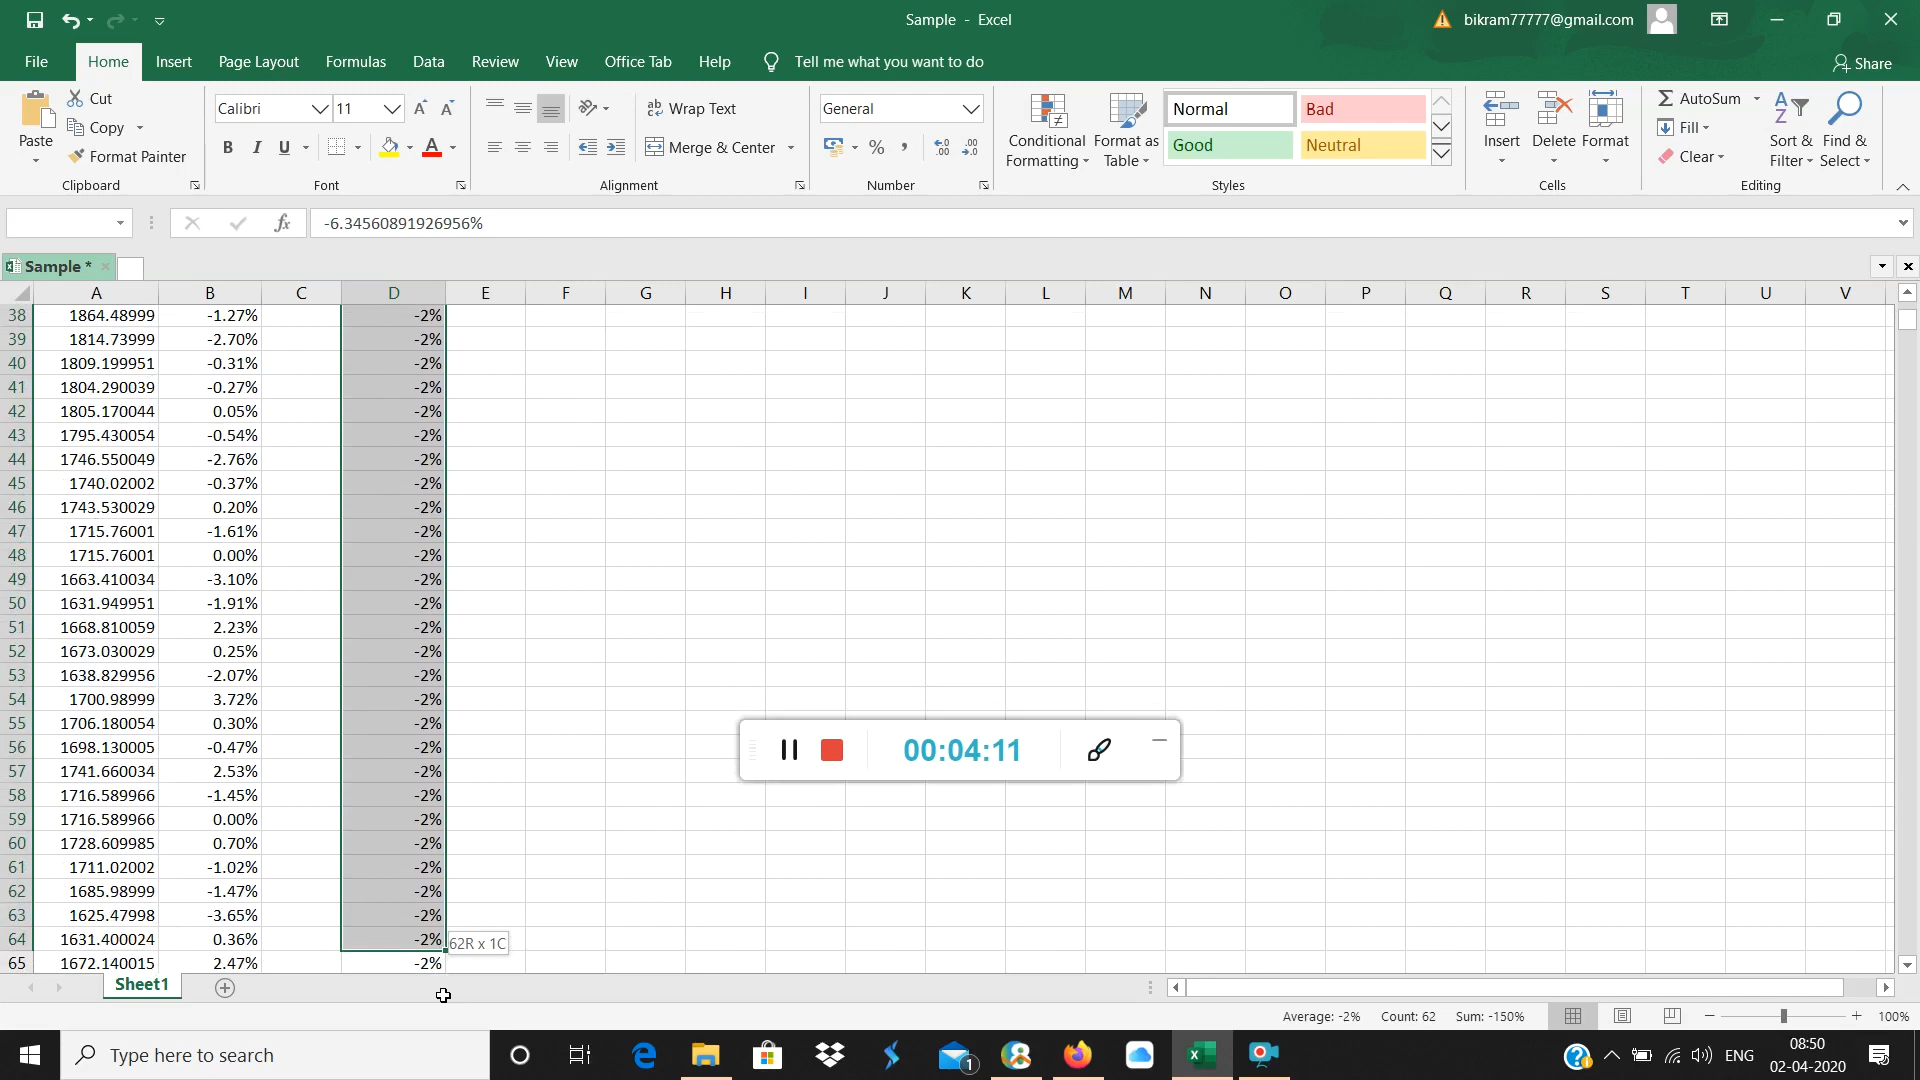 Sample - Excel
bikram77777@gmail.com
File Home Insert Page Layout Formulas Data Review View Office Tab Help Tell me what you want to do Share
Paste Cut Copy Format Painter Clipboard
Calibri 11 B I U Font
Wrap Text Merge & Center Alignment
General % , Number
Conditional Formatting Format as Table Normal Bad Good Neutral Styles
Insert Delete Format Cells
AutoSum Fill Clear Sort & Filter Find & Select Editing
fx -6.34560891926956%
Sample *
A B C D E F G H I J K L M N O P Q R S T U V
38 1864.48999 -1.27% -2%
39 1814.73999 -2.70% -2%
40 1809.199951 -0.31% -2%
41 1804.290039 -0.27% -2%
42 1805.170044 0.05% -2%
43 1795.430054 -0.54% -2%
44 1746.550049 -2.76% -2%
45 1740.02002 -0.37% -2%
46 1743.530029 0.20% -2%
47 1715.76001 -1.61% -2%
48 1715.76001 0.00% -2%
49 1663.410034 -3.10% -2%
50 1631.949951 -1.91% -2%
51 1668.810059 2.23% -2%
52 1673.030029 0.25% -2%
53 1638.829956 -2.07% -2%
54 1700.98999 3.72% -2%
55 1706.180054 0.30% -2%
56 1698.130005 -0.47% -2%
57 1741.660034 2.53% -2%
58 1716.589966 -1.45% -2%
59 1716.589966 0.00% -2%
60 1728.609985 0.70% -2%
61 1711.02002 -1.02% -2%
62 1685.98999 -1.47% -2%
63 1625.47998 -3.65% -2%
64 1631.400024 0.36% -2%
65 1672.140015 2.47% -2%
62R x 1C
00:04:11
Sheet1
Average: -2% Count: 62 Sum: -150% 100%
Type here to search
1
ENG
08:50
02-04-2020